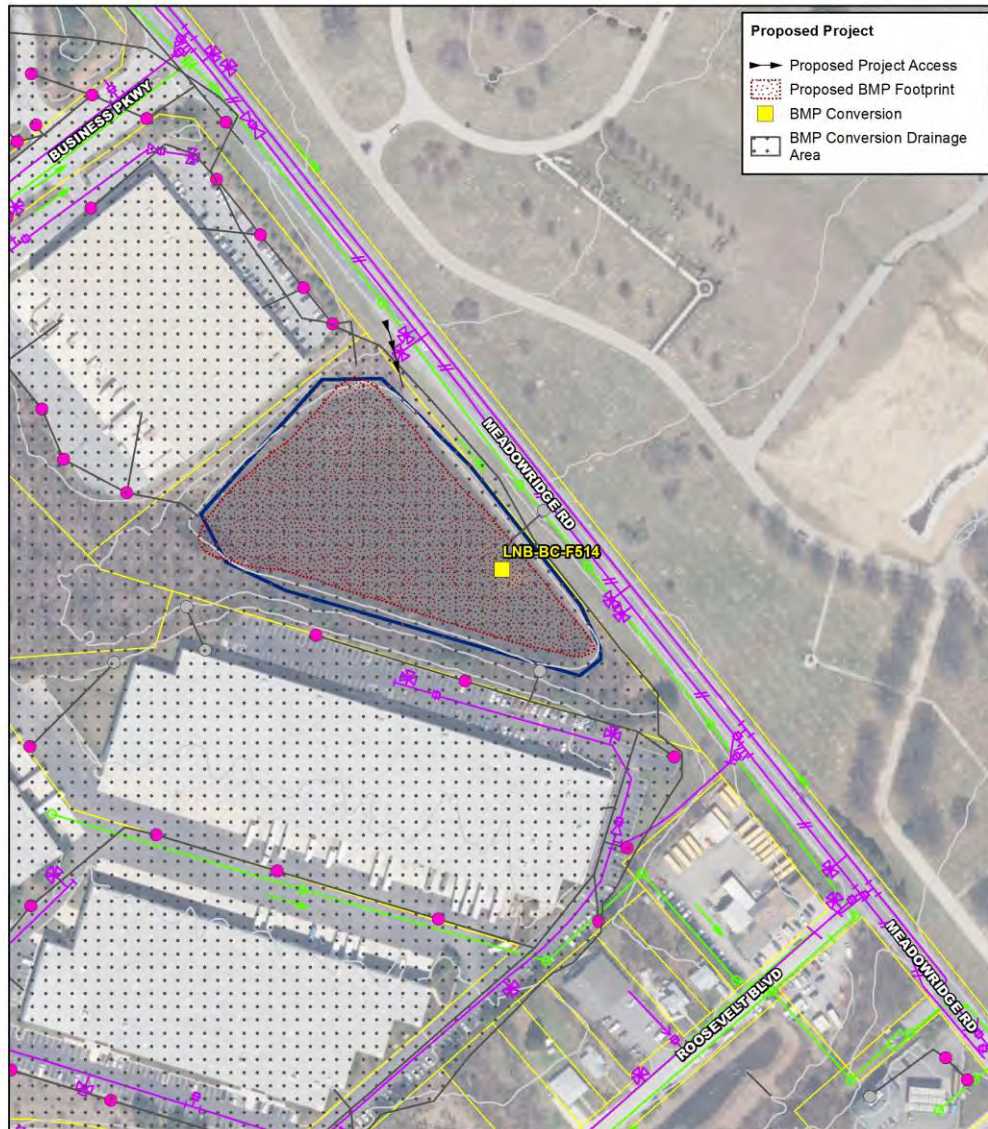 Proposed Project
Proposed Project Access
Proposed BMP Footprint
BMP Conversion
BMP Conversion Drainage
Area
BUSINESS PKWY
MEADOWRIDGE RD
LNB-BC-F514
MEADOWRIDGE RD
ROOSEVELT BLVD